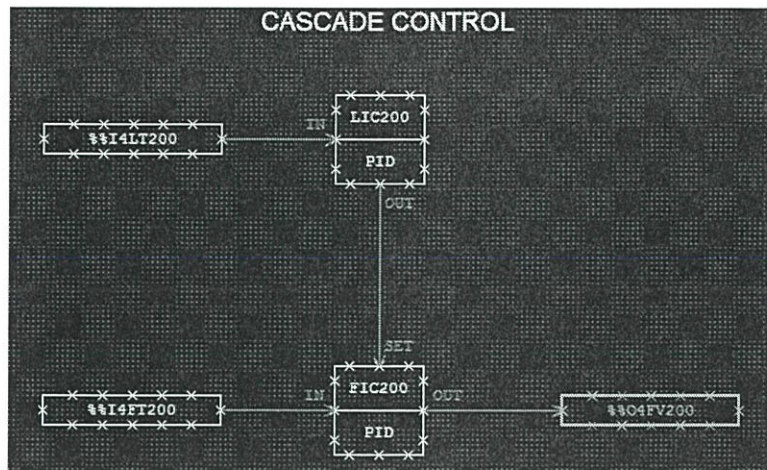 CASCADE CONTROL
LIC200
IN
%%I4LT200
PID
OUT
SET
FIC200
IN
OUT
%%I4FT200
%%O4FV200
PID